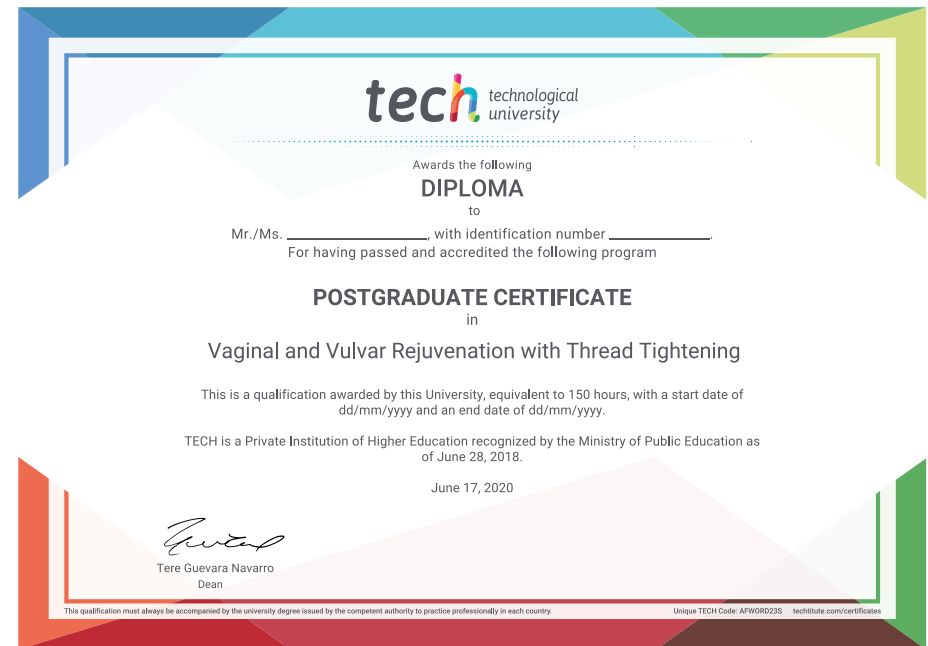 tech technological
university
Awards the following
DIPLOMA
to
Mr./Ms. ____________________, with identification number ______________.
For having passed and accredited the following program
POSTGRADUATE CERTIFICATE
in
Vaginal and Vulvar Rejuvenation with Thread Tightening
This is a qualification awarded by this University, equivalent to 150 hours, with a start date of
dd/mm/yyyy and an end date of dd/mm/yyyy.
TECH is a Private Institution of Higher Education recognized by the Ministry of Public Education as
of June 28, 2018.
June 17, 2020
Tere Guevara Navarro
Dean
This qualification must always be accompanied by the university degree issued by the competent authority to practice professionally in each country.
Unique TECH Code: AFWORD23S techtitute.com/certificates